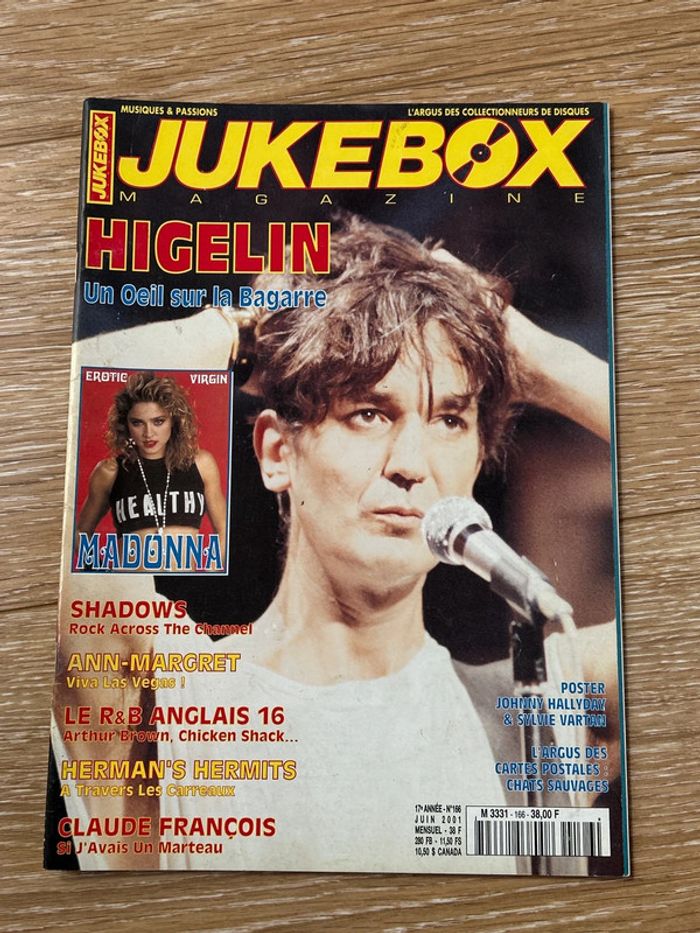 MUSIQUES & PASSIONS
L'ARGUS DES COLLECTIONNEURS DE DISQUES
JUKEBOX
JUKEBOX
MAGAZINE
HIGELIN
Un Oeil sur la Bagarre
EROTIC VIRGIN
HEALTHY
MADONNA
SHADOWS
Rock Across The Channel
ANN-MARGRET
Viva Las Vegas !
LE R&B ANGLAIS 16
Arthur Brown, Chicken Shack...
HERMAN'S HERMITS
A Travers Les Carreaux
CLAUDE FRANÇOIS
Si J'Avais Un Marteau
POSTER
JOHNNY HALLYDAY
& SYLVIE VARTAN
L'ARGUS DES
CARTES POSTALES :
CHATS SAUVAGES
17e ANNÉE - N°166
JUIN 2001
MENSUEL - 38 F
280 FB - 11,50 FS
10,50 $ CANADA
M 3331 - 166 - 38,00 F